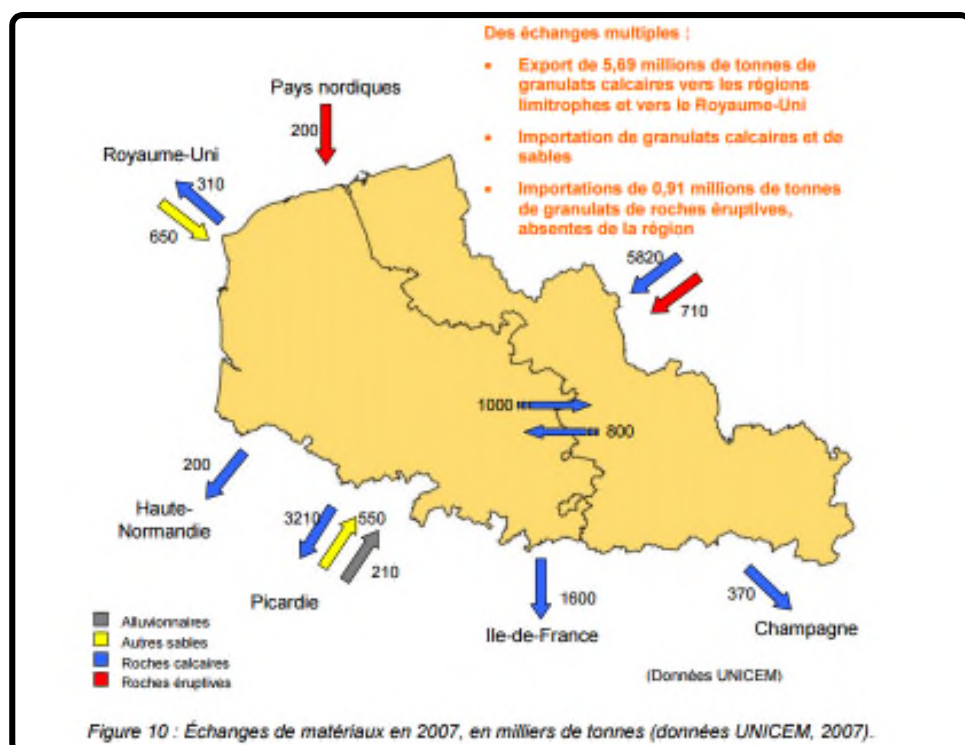 Des échanges multiples :
• Export de 5,69 millions de tonnes de
granulats calcaires vers les régions
limitrophes et vers le Royaume-Uni
• Importation de granulats calcaires et de
sables
• Importations de 0,91 millions de tonnes
de granulats de roches éruptives,
absentes de la région
Pays nordiques
200
Royaume-Uni
310
650
5820
710
1000
800
200
Haute-
Normandie
3210
550
210
Picardie
1600
Ile-de-France
370
Champagne
Alluvionnaires
Autres sables
Roches calcaires
Roches éruptives
(Données UNICEM)
Figure 10 : Échanges de matériaux en 2007, en milliers de tonnes (données UNICEM, 2007).